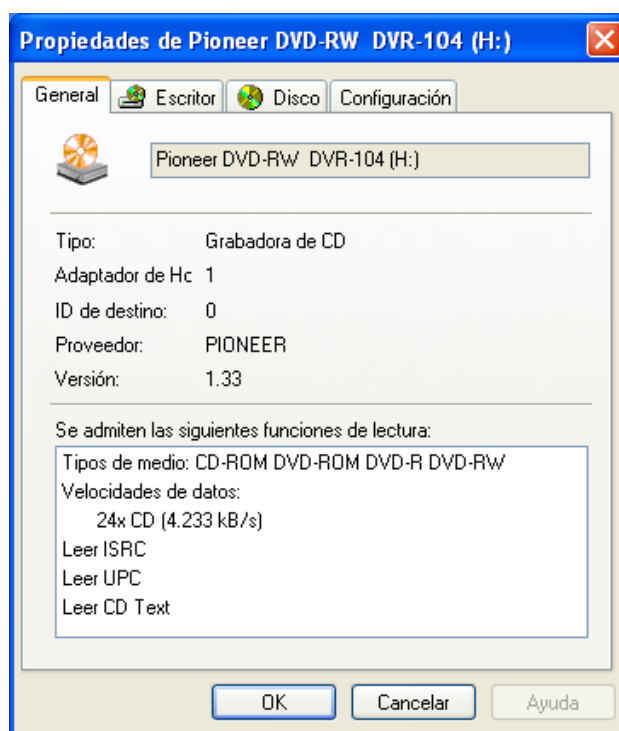 Propiedades de Pioneer DVD-RW DVR-104 (H:)
General Escritor Disco Configuración
Pioneer DVD-RW DVR-104 (H:)
Tipo: Grabadora de CD
Adaptador de Hc 1
ID de destino: 0
Proveedor: PIONEER
Versión: 1.33
Se admiten las siguientes funciones de lectura:
Tipos de medio: CD-ROM DVD-ROM DVD-R DVD-RW
Velocidades de datos:
24x CD (4.233 kB/s)
Leer ISRC
Leer UPC
Leer CD Text
OK Cancelar Ayuda